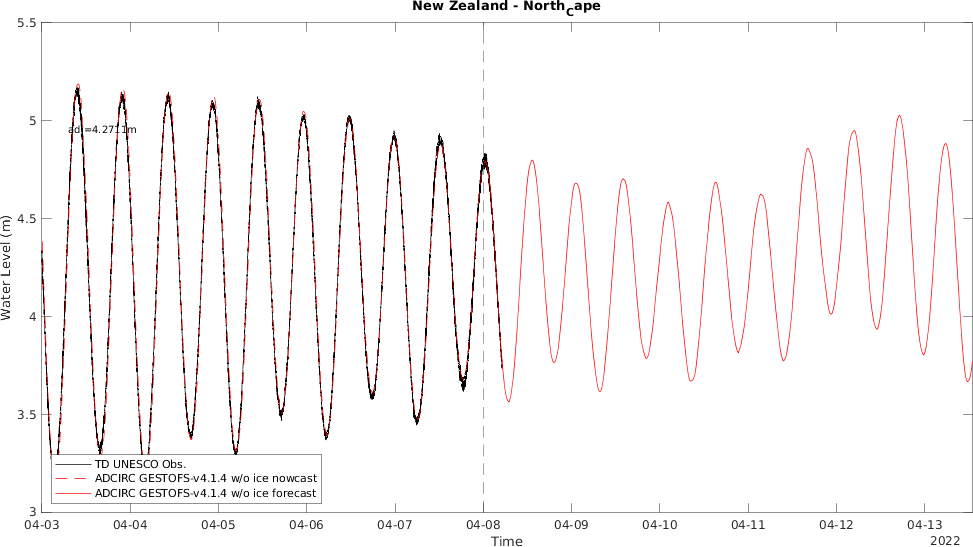 New Zealand - NorthCape
5.5
5
adj=4.2711m
4.5
Water Level (m)
4
3.5
TD UNESCO Obs.
ADCIRC GESTOFS-v4.1.4 w/o ice nowcast
ADCIRC GESTOFS-v4.1.4 w/o ice forecast
3
04-03 04-04 04-05 04-06 04-07 04-08 04-09 04-10 04-11 04-12 04-13
Time
2022